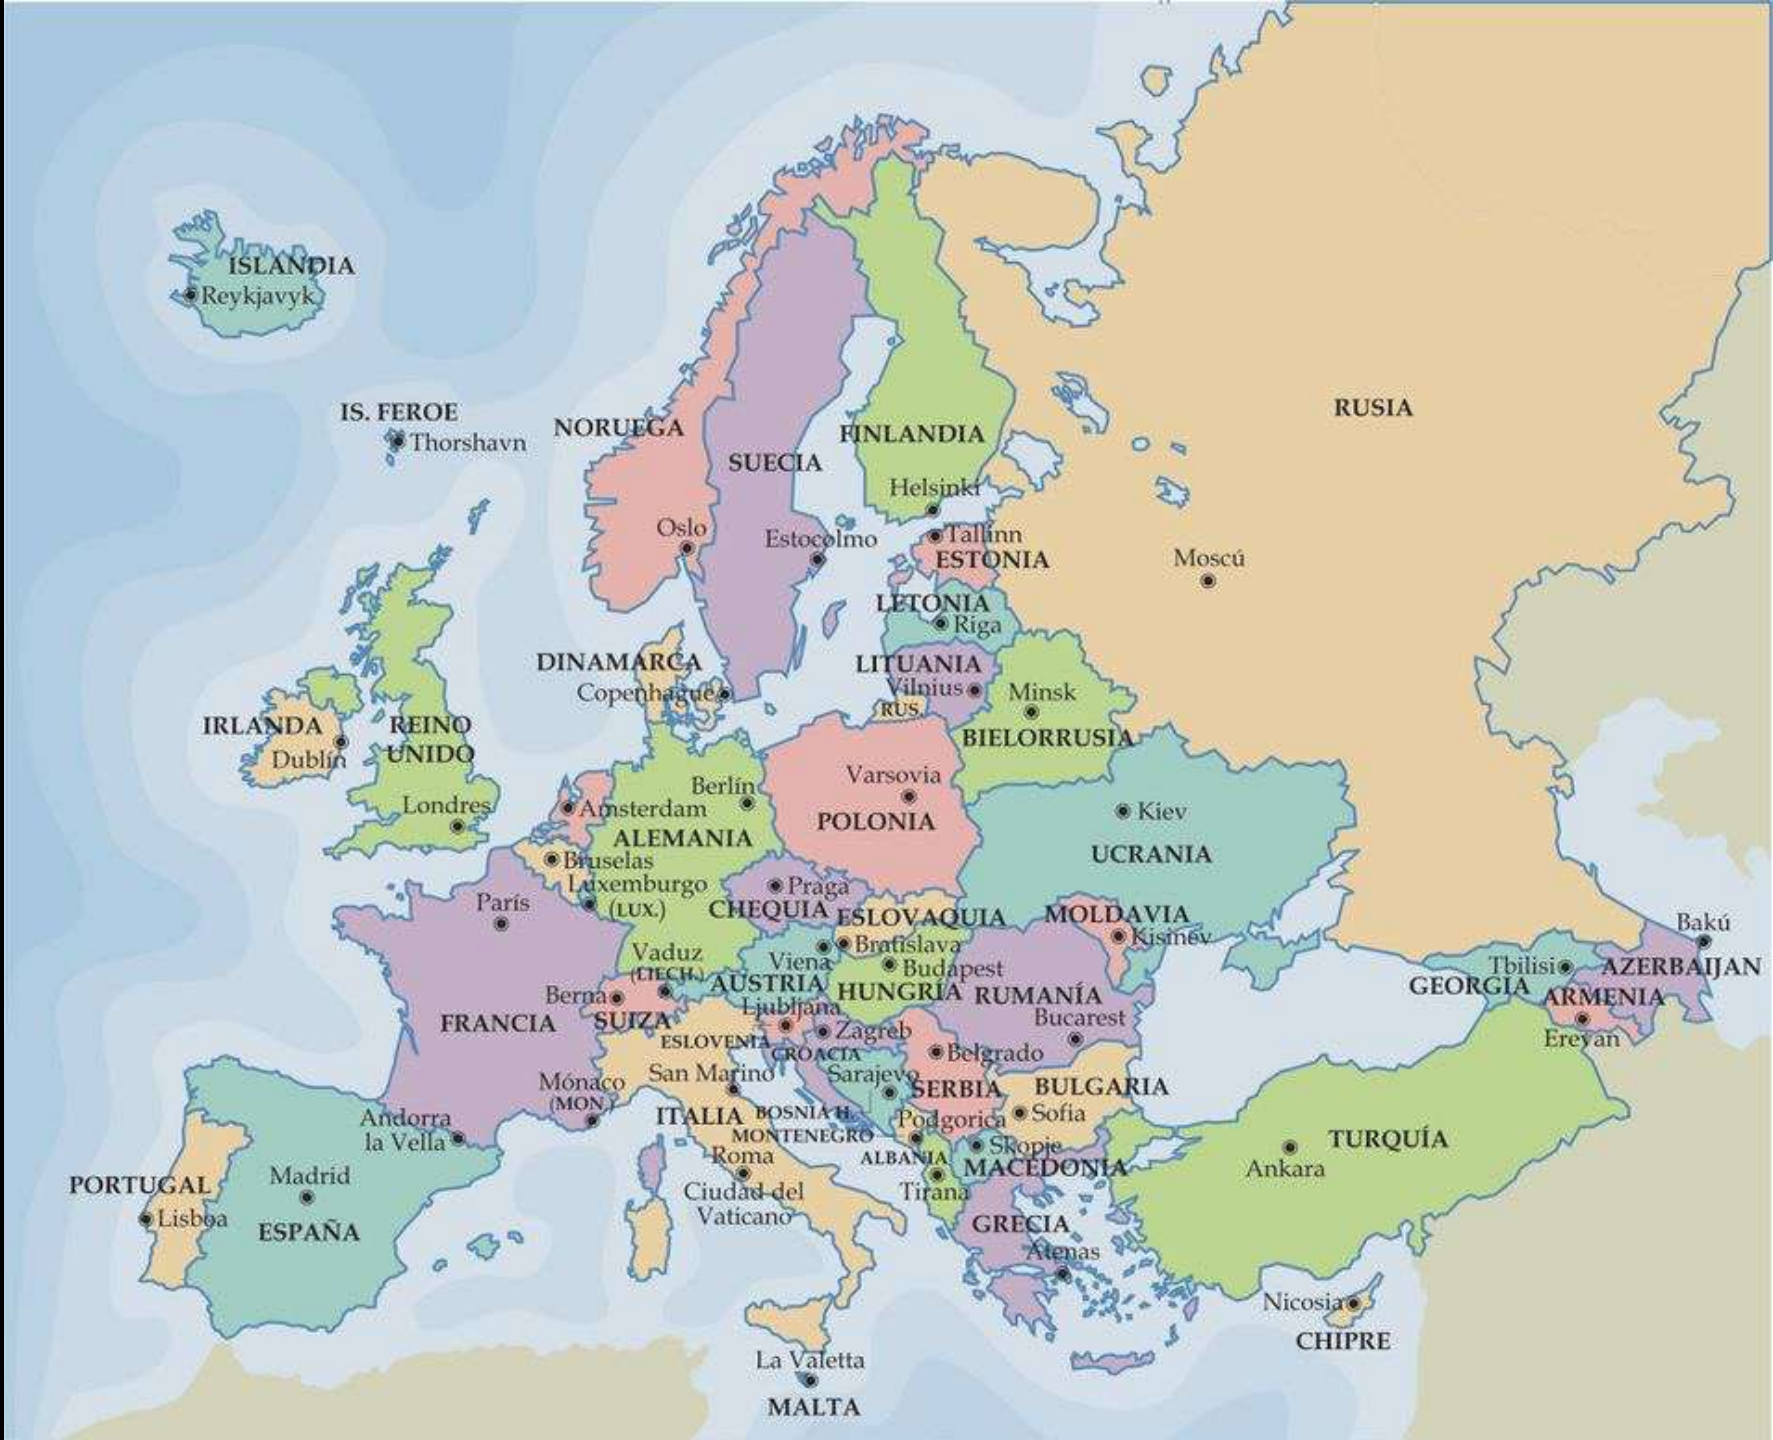 ISLANDIA
Reykjavyk
IS. FEROE
Thorshavn
NORUEGA
Oslo
SUECIA
Estocolmo
FINLANDIA
Helsinki
RUSIA
Moscú
Tallinn
ESTONIA
LETONIA
Riga
LITUANIA
Vilnius
RUS.
Minsk
BIELORRUSIA
DINAMARCA
Copenhague
IRLANDA
Dublín
REINO
UNIDO
Londres
Amsterdam
Berlín
ALEMANIA
Varsovia
POLONIA
Kiev
UCRANIA
Bruselas
Luxemburgo
(LUX.)
París
FRANCIA
Praga
CHEQUIA
ESLOVAQUIA
Bratislava
MOLDAVIA
Kisinev
Vaduz
(LIECH.)
Viena
AUSTRIA
Budapest
HUNGRÍA
RUMANÍA
Bucarest
Berna
SUIZA
Ljubljana
ESLOVENIA
Zagreb
CROACIA
Belgrado
SERBIA
Sarajevo
BOSNIA H.
MONTENEGRO
Podgorica
BULGARIA
Sofia
San Marino
ITALIA
Roma
Ciudad del
Vaticano
Mónaco
(MON.)
Andorra
la Vella
PORTUGAL
Lisboa
Madrid
ESPAÑA
ALBANIA
Tirana
Skopje
MACEDONIA
GRECIA
Atenas
TURQUÍA
Ankara
Tbilisi
GEORGIA
Bakú
AZERBAIJAN
ARMENIA
Erevan
Nicosia
CHIPRE
La Valetta
MALTA